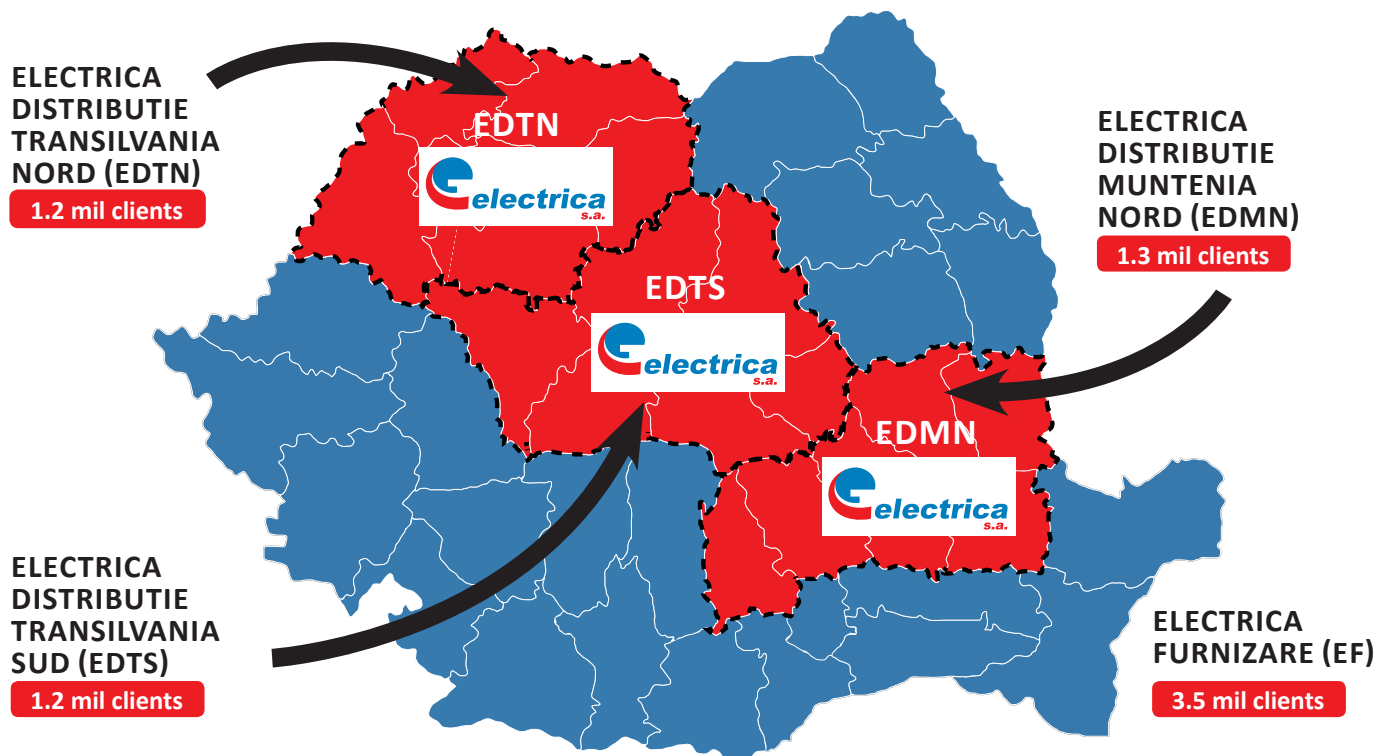 ELECTRICA
DISTRIBUTIE
TRANSILVANIA
NORD (EDTN)
1.2 mil clients
EDTN
electrica
s.a.
ELECTRICA
DISTRIBUTIE
MUNTENIA
NORD (EDMN)
1.3 mil clients
EDTS
electrica
s.a.
EDMN
electrica
s.a.
ELECTRICA
DISTRIBUTIE
TRANSILVANIA
SUD (EDTS)
1.2 mil clients
ELECTRICA
FURNIZARE (EF)
3.5 mil clients